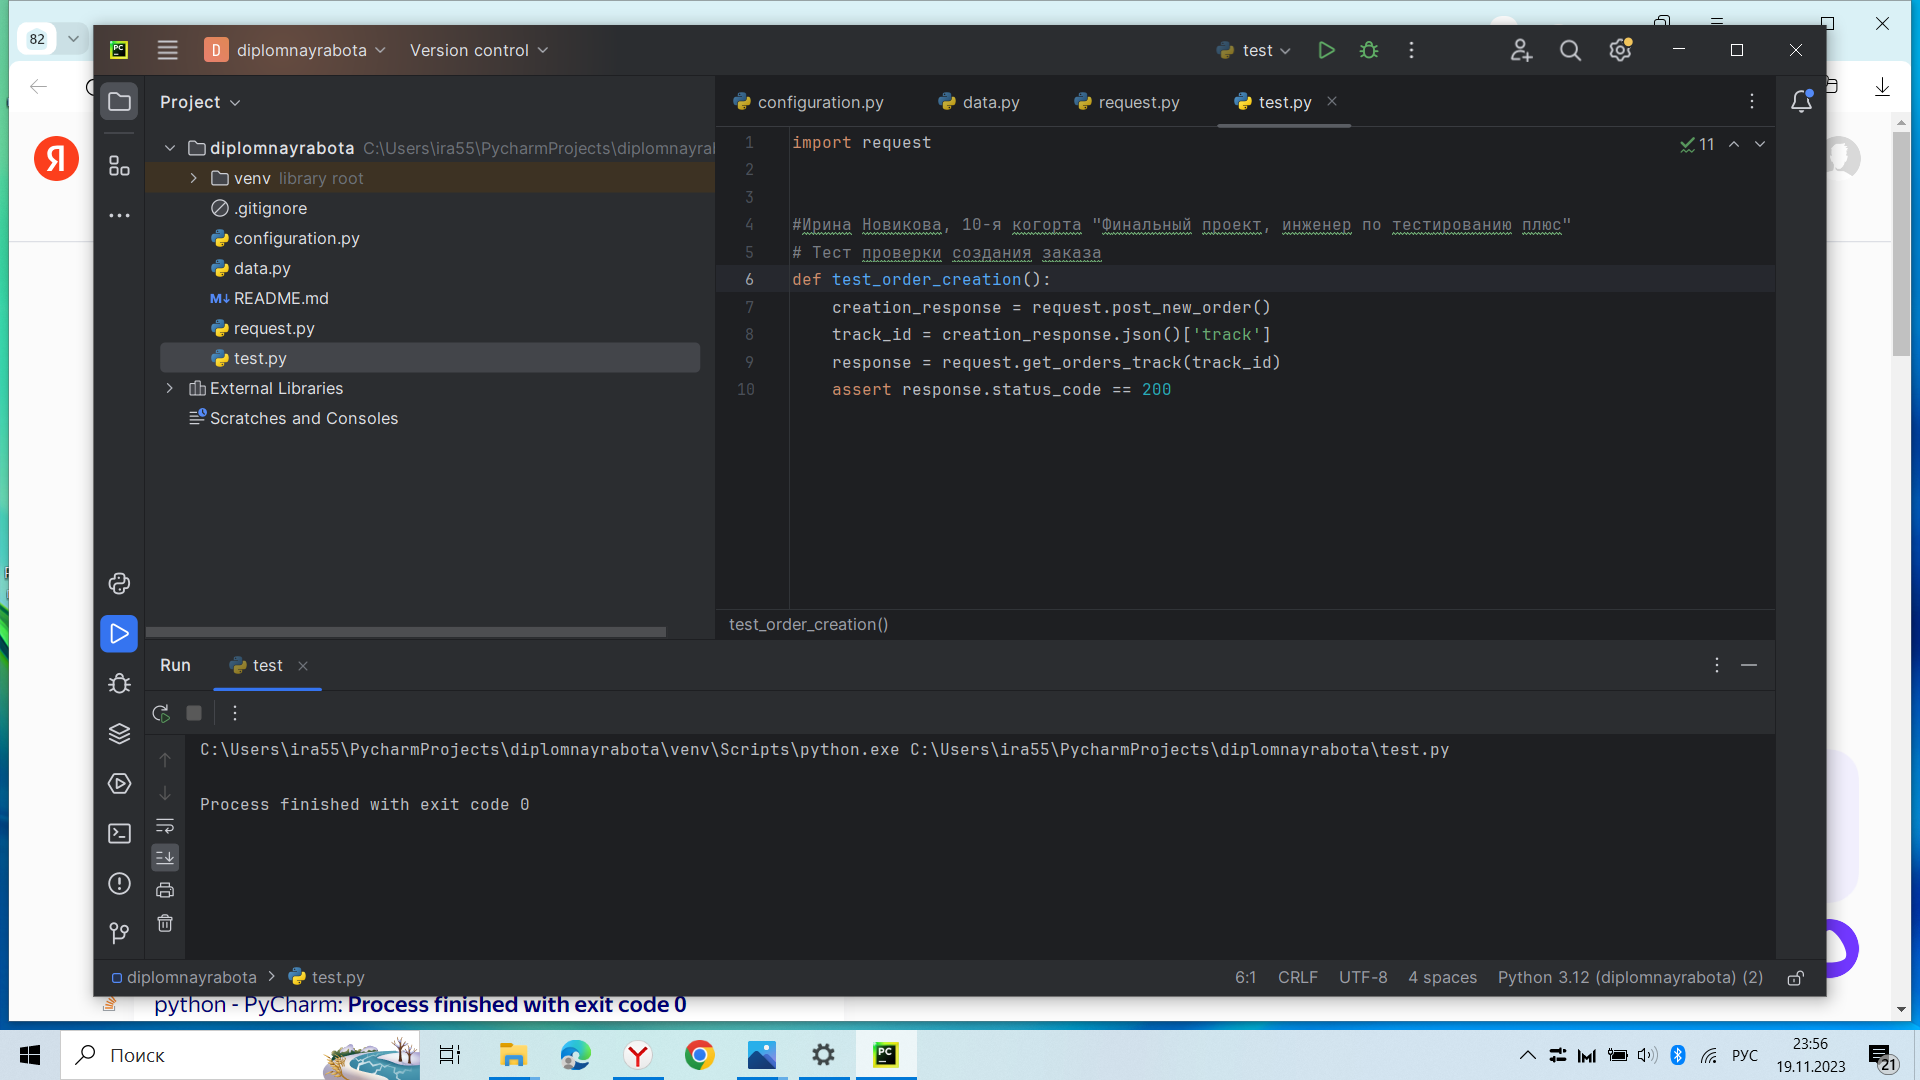 82
PC
D diplomnayrabota Version control test
Project
configuration.py data.py request.py test.py
diplomnayrabota C:\Users\ira55\PycharmProjects\diplomnayral
venv library root
.gitignore
configuration.py
data.py
M↓ README.md
request.py
test.py
External Libraries
Scratches and Consoles
Я
11
1 import request
2
3
4 #Ирина Новикова, 10-я когорта "Финальный проект, инженер по тестированию плюс"
5 # Тест проверки создания заказа
6 def test_order_creation():
7 creation_response = request.post_new_order()
8 track_id = creation_response.json()['track']
9 response = request.get_orders_track(track_id)
10 assert response.status_code == 200
test_order_creation()
Run test
C:\Users\ira55\PycharmProjects\diplomnayrabota\venv\Scripts\python.exe C:\Users\ira55\PycharmProjects\diplomnayrabota\test.py
Process finished with exit code 0
diplomnayrabota > test.py 6:1 CRLF UTF-8 4 spaces Python 3.12 (diplomnayrabota) (2)
python - PyCharm: Process finished with exit code 0
Поиск
PC
РУС
23:56
19.11.2023
21